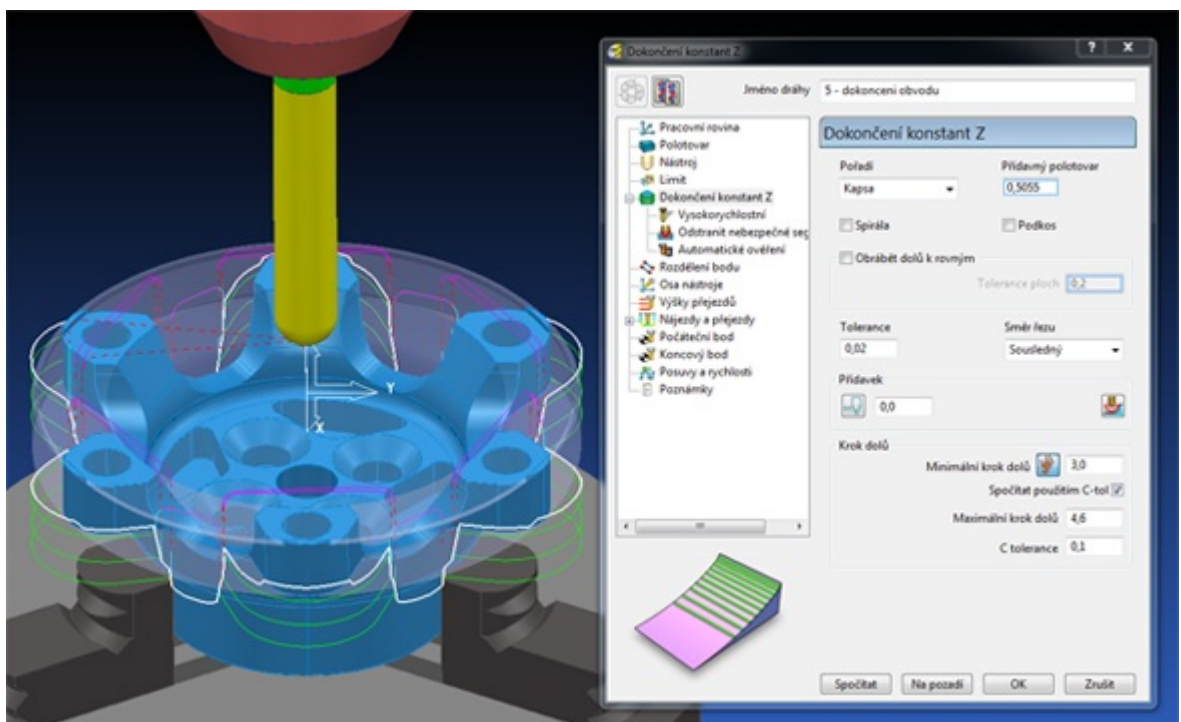 Dokončení konstant Z
Jméno dráhy
5 - dokonceni obvodu
Pracovní rovina
Polotovar
Nástroj
Limit
Dokončení konstant Z
Vysokorychlostní
Odstranit nebezpečné seg
Automatické ověření
Rozdělení bodu
Osa nástroje
Výšky přejezdů
Nájezdy a přejezdy
Počáteční bod
Koncový bod
Posuvy a rychlosti
Poznámky
Dokončení konstant Z
Pořadí
Přídavný polotovar
Kapsa
0,5055
Spirála
Podkos
Obrábět dolů k rovným
Tolerance ploch
0,2
Tolerance
Směr řezu
0,02
Sousledný
Přídavek
0,0
Krok dolů
Minimální krok dolů
3,0
Spočítat použitím C-tol
Maximální krok dolů
4,6
C tolerance
0,1
Spočítat
Na pozadí
OK
Zrušit
Y
X